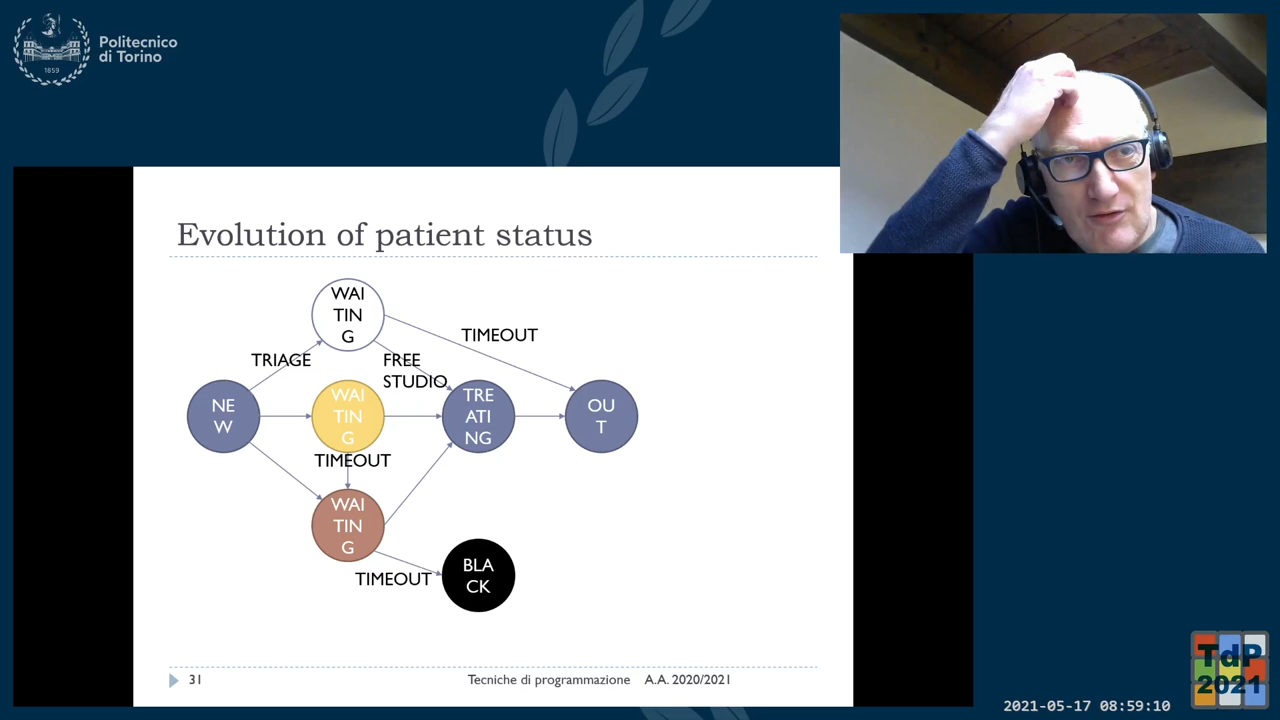 Politecnico
di Torino
1859
Evolution of patient status
WAI
TIN
G
TIMEOUT
TRIAGE
FREE
STUDIO
NE
W
WAI
TIN
G
TRE
ATI
NG
OU
T
TIMEOUT
WAI
TIN
G
TIMEOUT
BLA
CK
31
Tecniche di programmazione A.A. 2020/2021
TdP
2021
2021-05-17 08:59:10